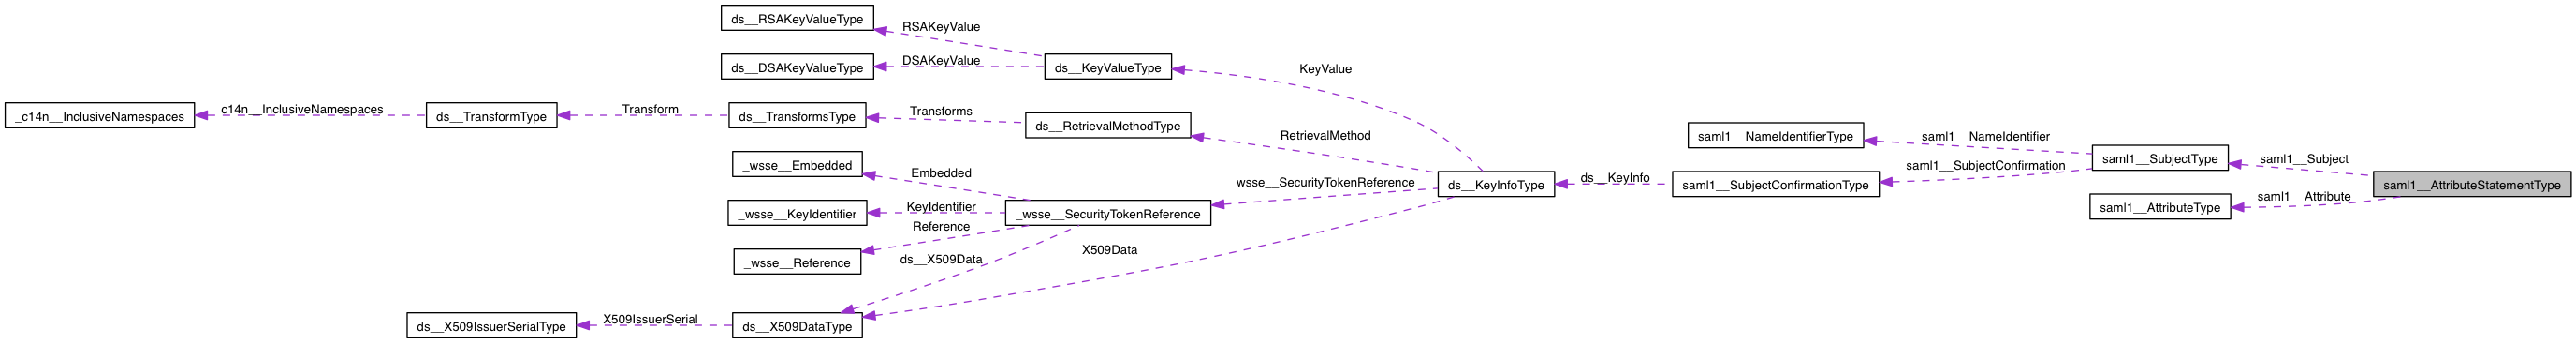 ds__RSAKeyValueType
RSAKeyValue
ds__DSAKeyValueType
DSAKeyValue
ds__KeyValueType
KeyValue
_c14n__InclusiveNamespaces
c14n__InclusiveNamespaces
ds__TransformType
Transform
ds__TransformsType
Transforms
ds__RetrievalMethodType
RetrievalMethod
saml1__NameIdentifierType
saml1__NameIdentifier
_wsse__Embedded
Embedded
saml1__SubjectType
saml1__Subject
saml1__SubjectConfirmation
wsse__SecurityTokenReference
ds__KeyInfoType
ds__KeyInfo
saml1__SubjectConfirmationType
saml1__AttributeStatementType
_wsse__KeyIdentifier
KeyIdentifier
_wsse__SecurityTokenReference
saml1__AttributeType
saml1__Attribute
Reference
_wsse__Reference
ds__X509Data
X509Data
ds__X509IssuerSerialType
X509IssuerSerial
ds__X509DataType